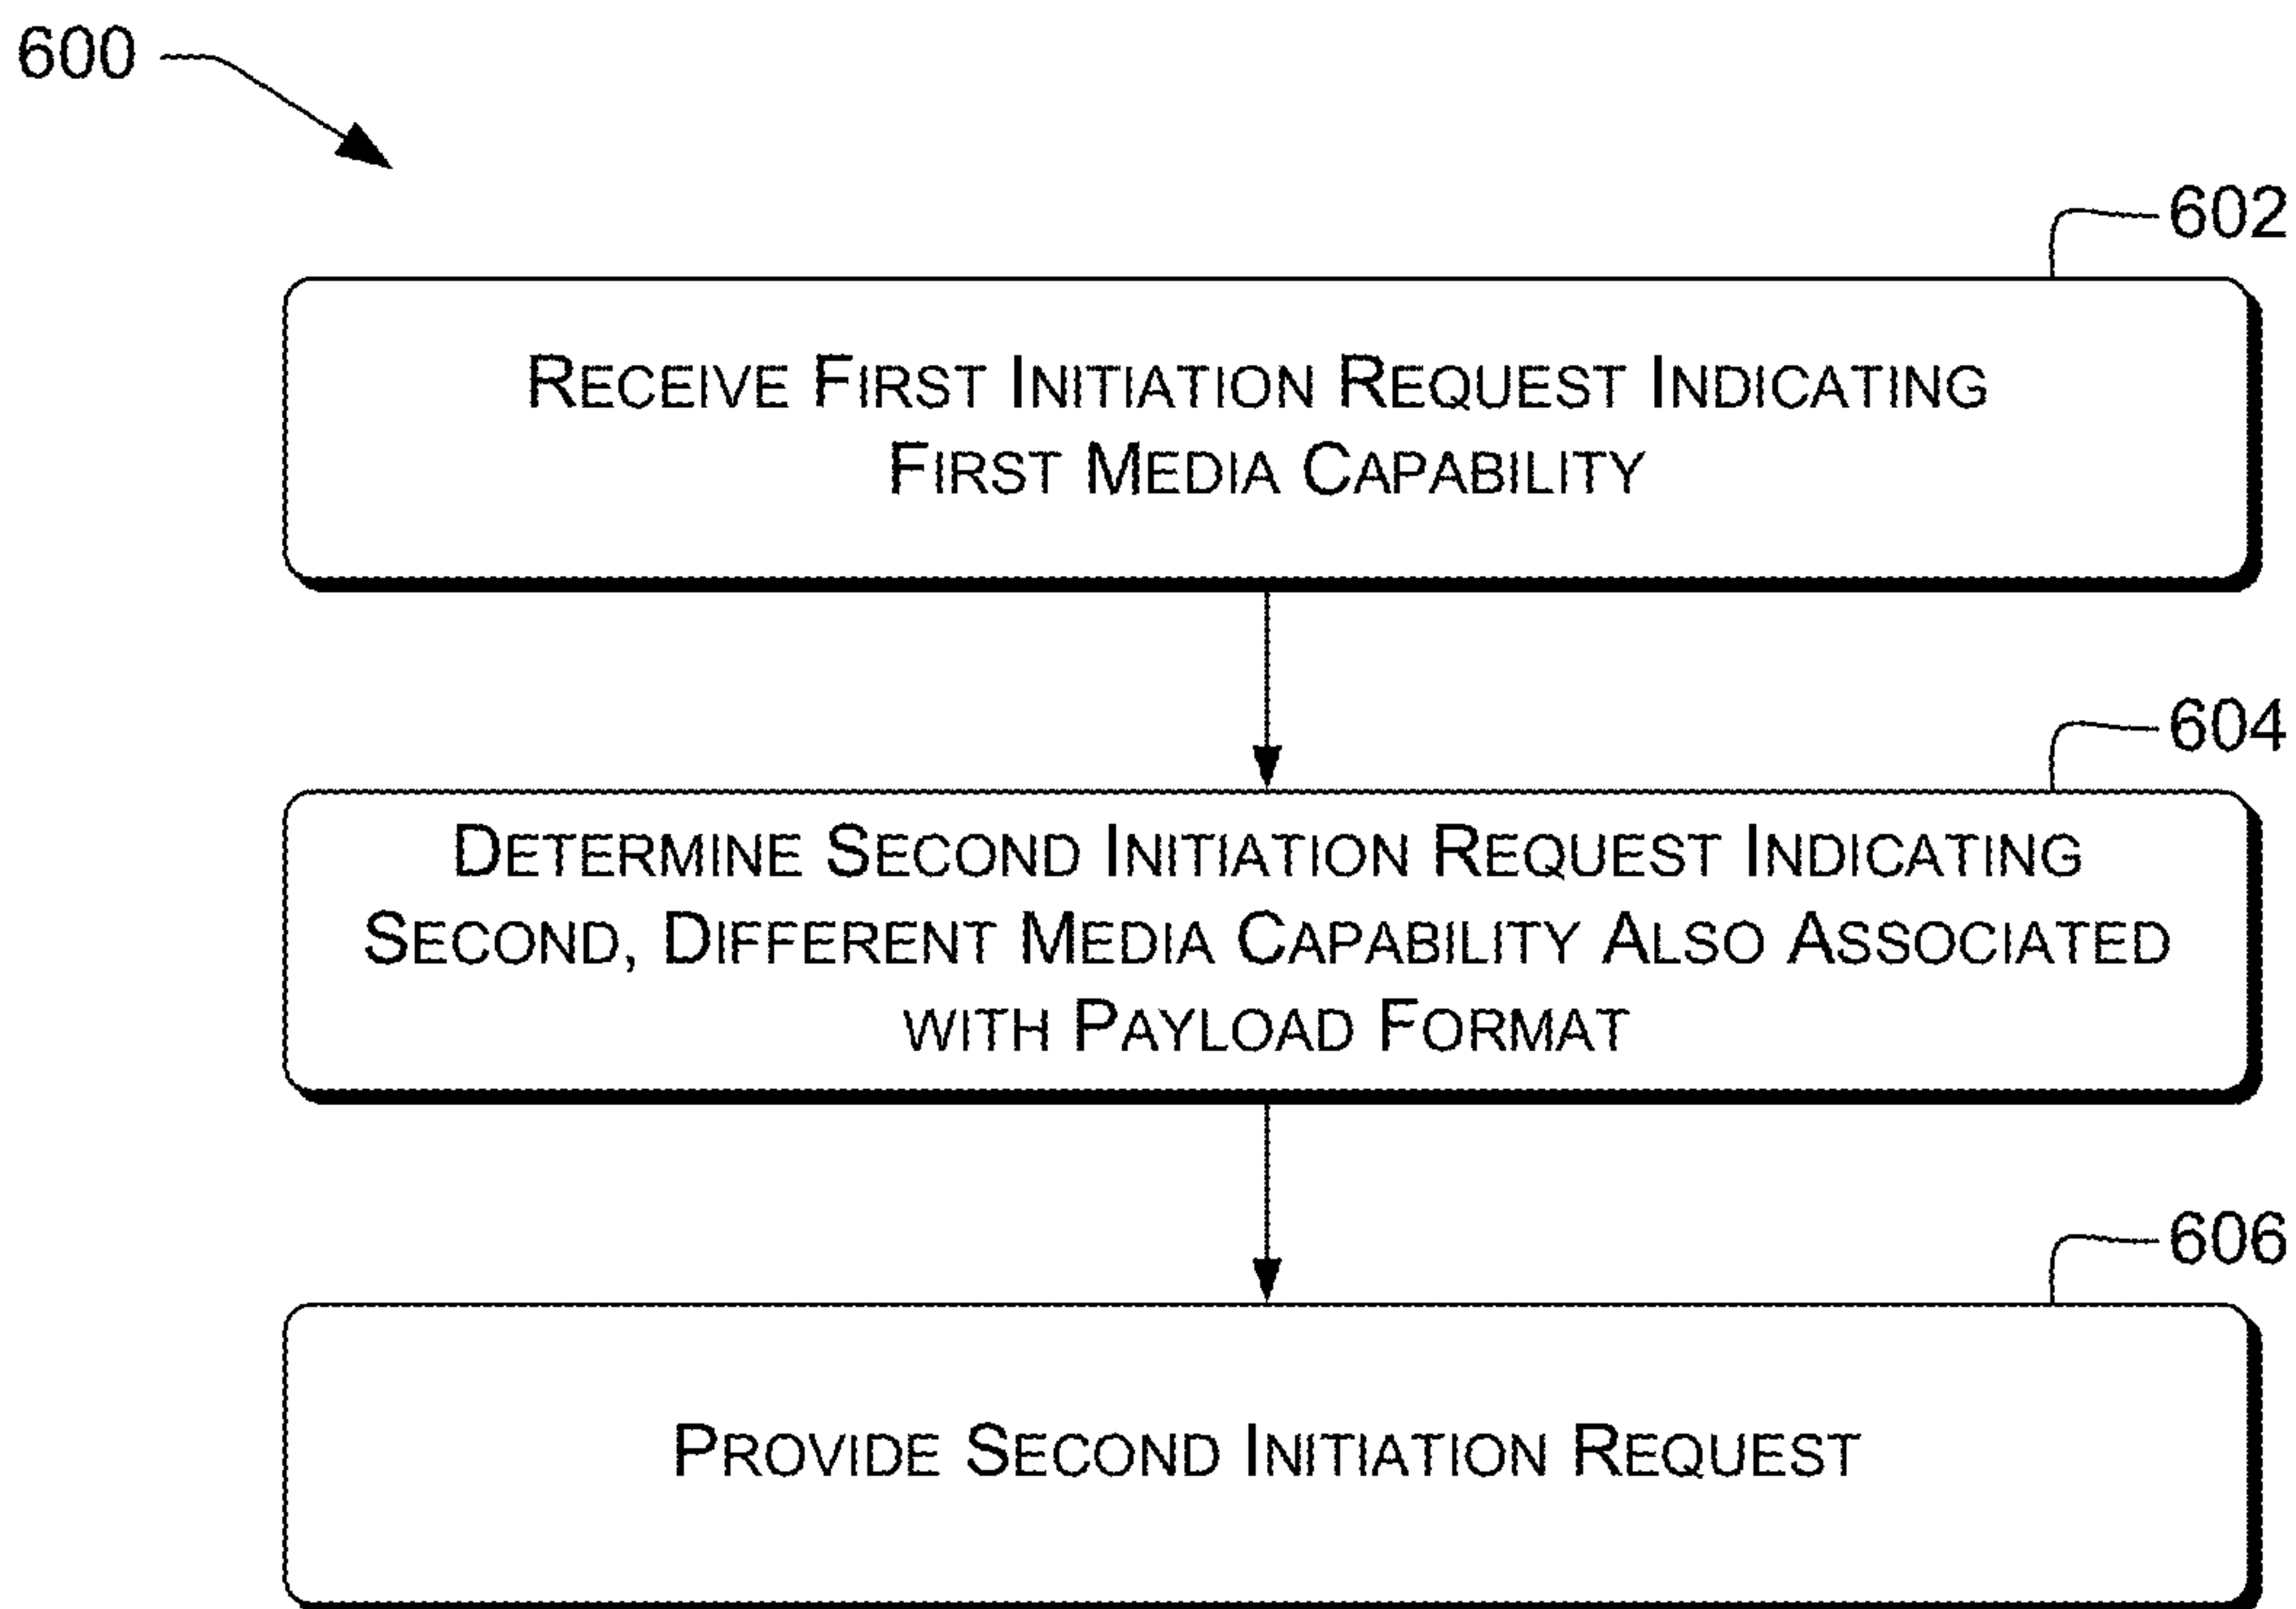 600
602
RECEIVE FIRST INITIATION REQUEST INDICATING
FIRST MEDIA CAPABILITY
604
DETERMINE SECOND INITIATION REQUEST INDICATING
SECOND, DIFFERENT MEDIA CAPABILITY ALSO ASSOCIATED
WITH PAYLOAD FORMAT
606
PROVIDE SECOND INITIATION REQUEST